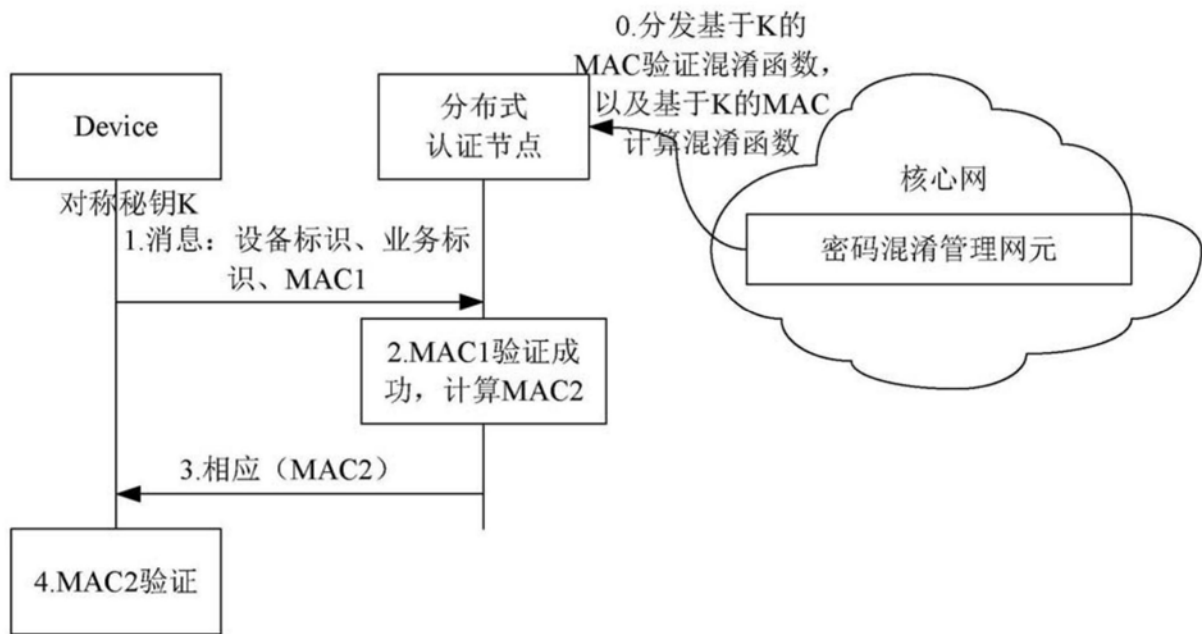 0.分发基于K的
MAC验证混淆函数，
以及基于K的MAC
计算混淆函数
Device
分布式
认证节点
核心网
密码混淆管理网元
对称秘钥K
1.消息：设备标识、业务标
识、MAC1
2.MAC1验证成
功，计算MAC2
3.相应（MAC2）
4.MAC2验证